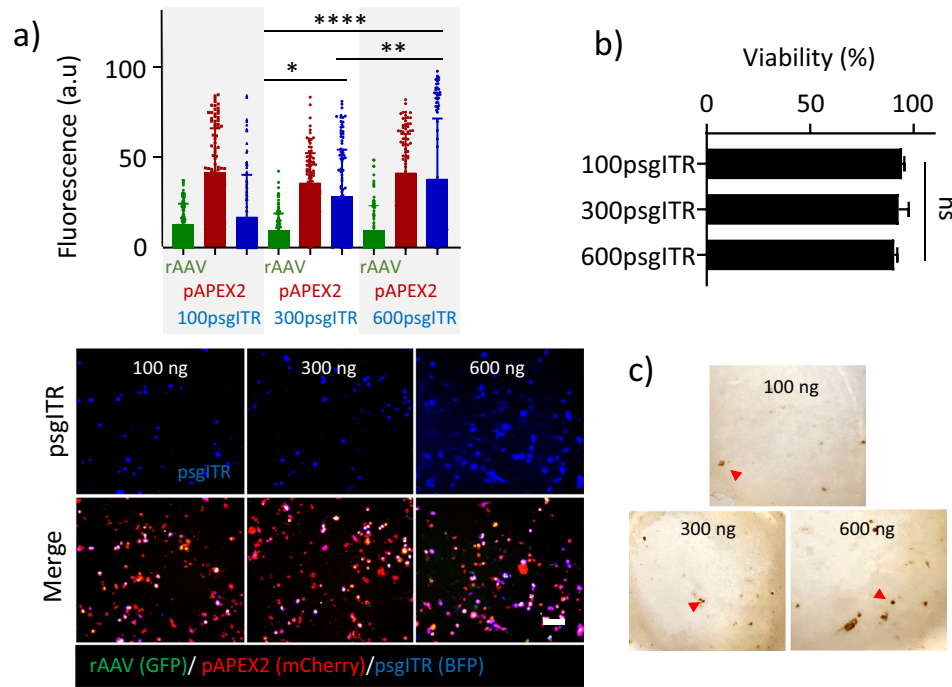 a)
Fluorescence (a.u)
100
50
0
****
**
*
rAAV
rAAV
rAAV
pAPEX2
pAPEX2
pAPEX2
100psgITR
300psgITR
600psgITR
b)
Viability (%)
0
50
100
100psgITR
300psgITR
600psgITR
ns
psgITR
100 ng
300 ng
600 ng
psgITR
Merge
rAAV (GFP)/ pAPEX2 (mCherry)/psgITR (BFP)
c)
100 ng
300 ng
600 ng